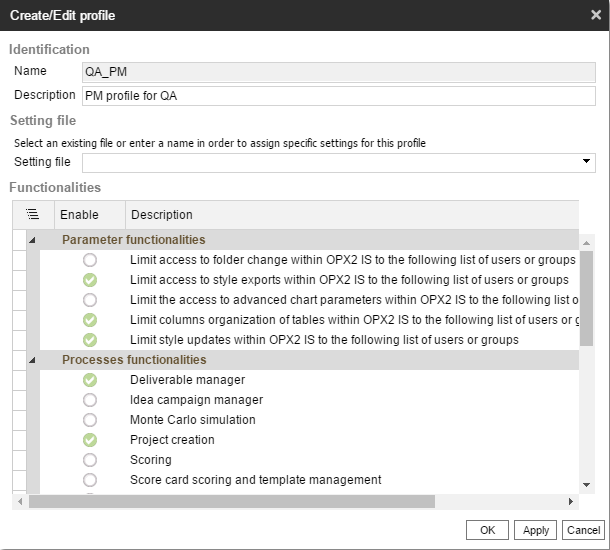 Create/Edit profile
Identification
Name QA_PM
Description PM profile for QA
Setting file
Select an existing file or enter a name in order to assign specific settings for this profile
Setting file
Functionalities
Enable Description
Parameter functionalities
Limit access to folder change within OPX2 IS to the following list of users or groups
Limit access to style exports within OPX2 IS to the following list of users or groups
Limit the access to advanced chart parameters within OPX2 IS to the following list o
Limit columns organization of tables within OPX2 IS to the following list of users or g
Limit style updates within OPX2 IS to the following list of users or groups
Processes functionalities
Deliverable manager
Idea campaign manager
Monte Carlo simulation
Project creation
Scoring
Score card scoring and template management
OK Apply Cancel